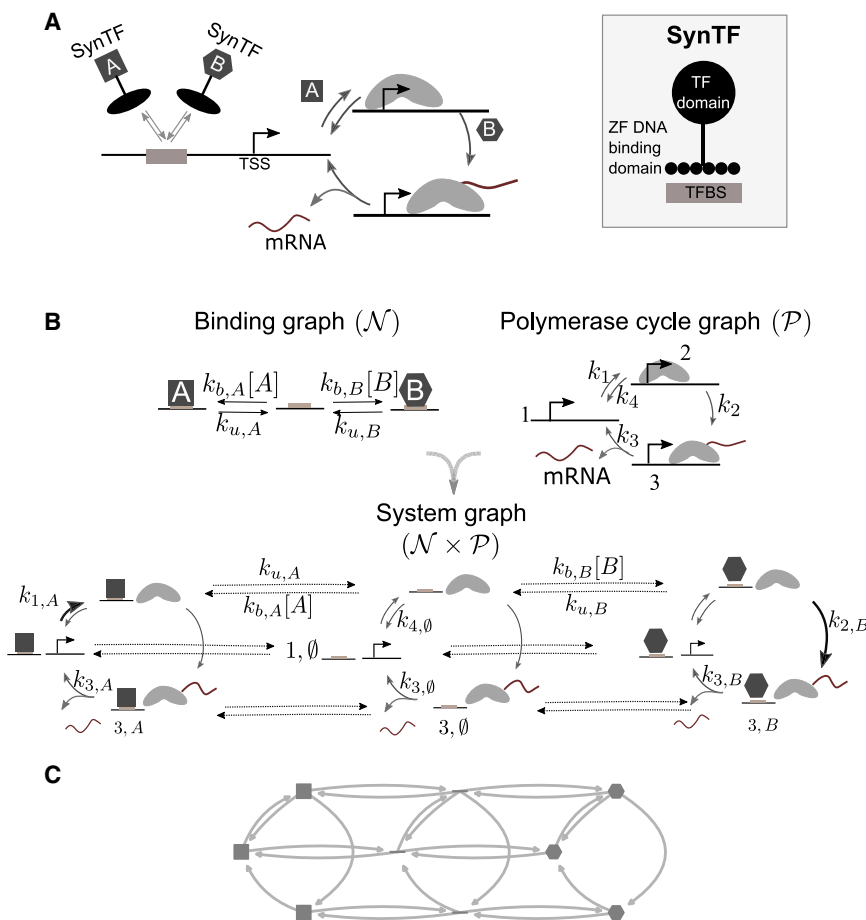 A
SynTF
SynTF
A
B
TSS
A
B
mRNA
SynTF
TF
domain
ZF DNA
binding
domain
TFBS
B
Binding graph (𝒩)
Polymerase cycle graph (𝒫)
A
k_{b,A}[A]
k_{u,A}
k_{b,B}[B]
k_{u,B}
B
1
2
k_1
k_4
k_2
k_3
3
mRNA
System graph
(𝒩 × 𝒫)
k_{1,A}
k_{u,A}
k_{b,A}[A]
k_{b,B}[B]
k_{u,B}
k_{4,∅}
k_{2,B}
1,∅
k_{3,A}
k_{3,∅}
k_{3,B}
3,A
3,∅
3,B
C